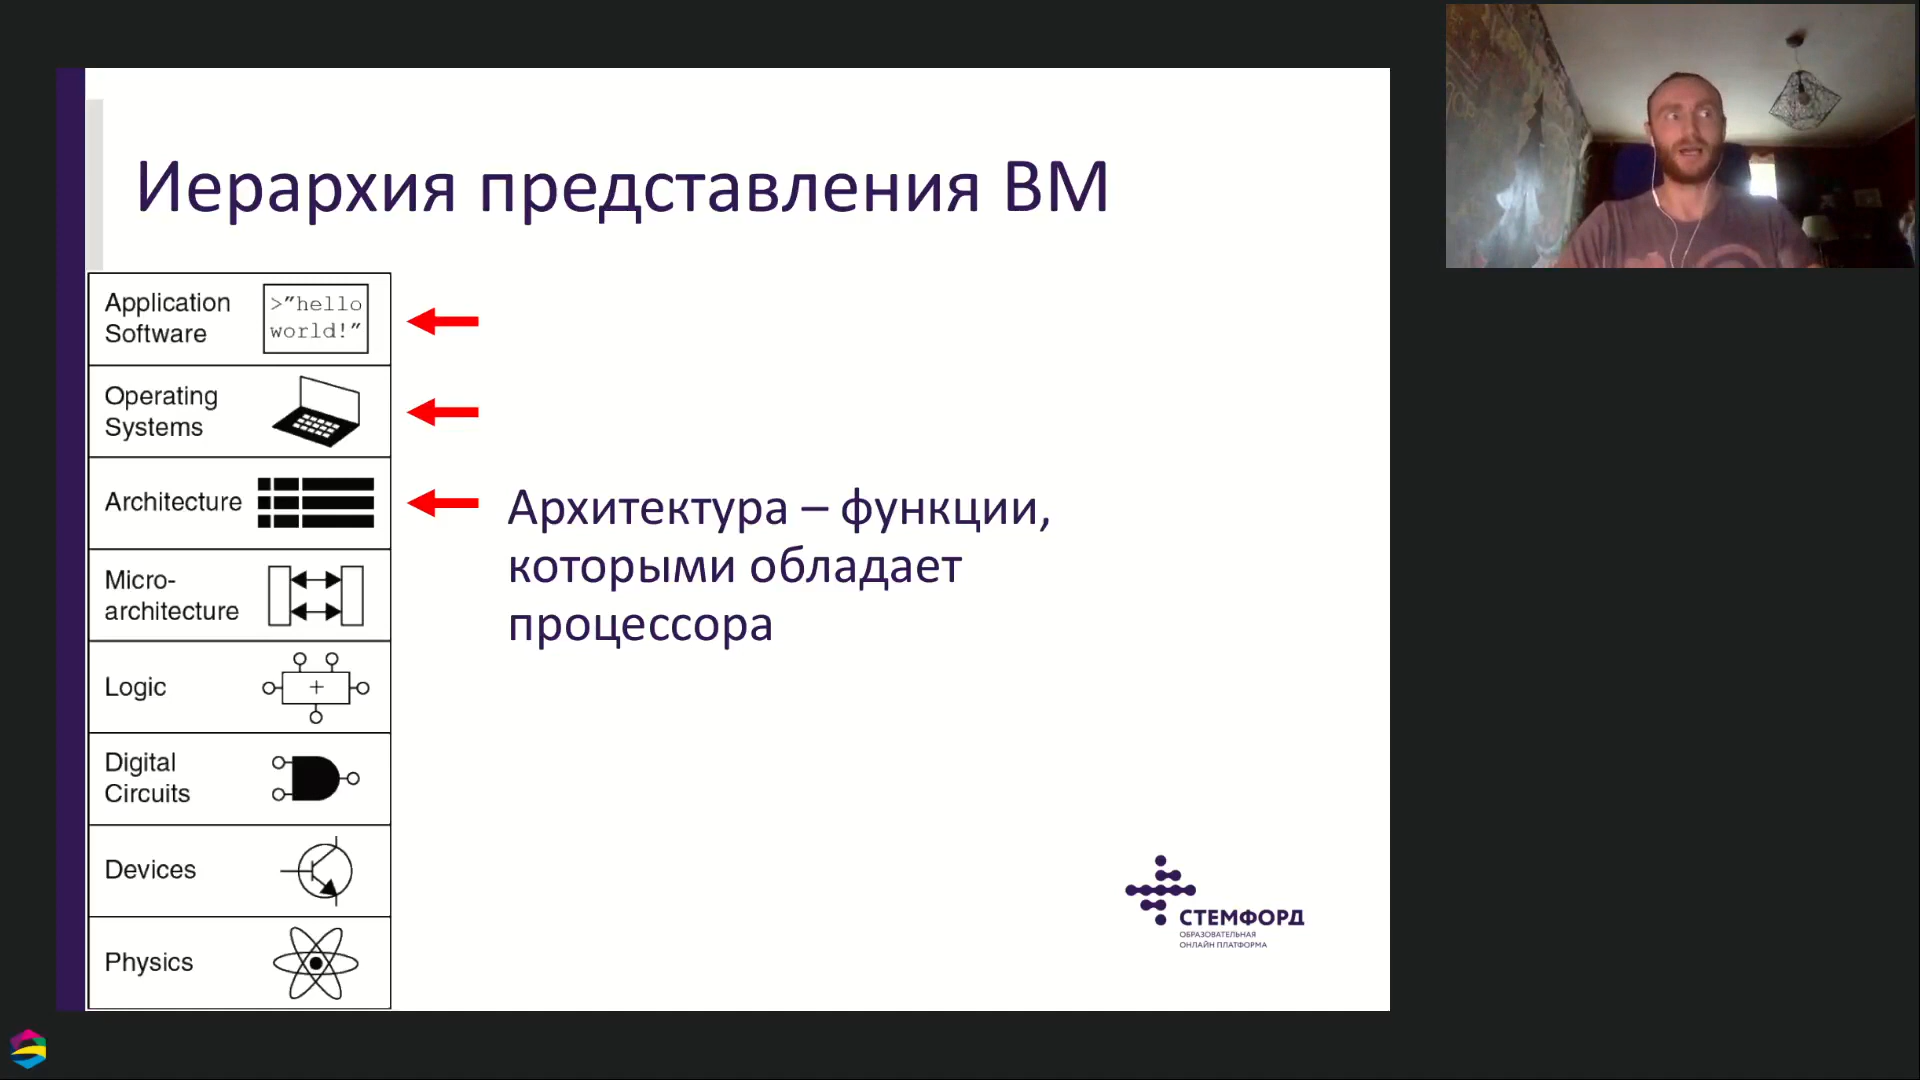 Иерархия представления ВМ
Application
Software
>"hello
world!"
Operating
Systems
Architecture
Архитектура – функции,
которыми обладает
процессора
Micro-
architecture
Logic
+
Digital
Circuits
Devices
Physics
СТЕМФОРД
ОБРАЗОВАТЕЛЬНАЯ
ОНЛАЙН ПЛАТФОРМА